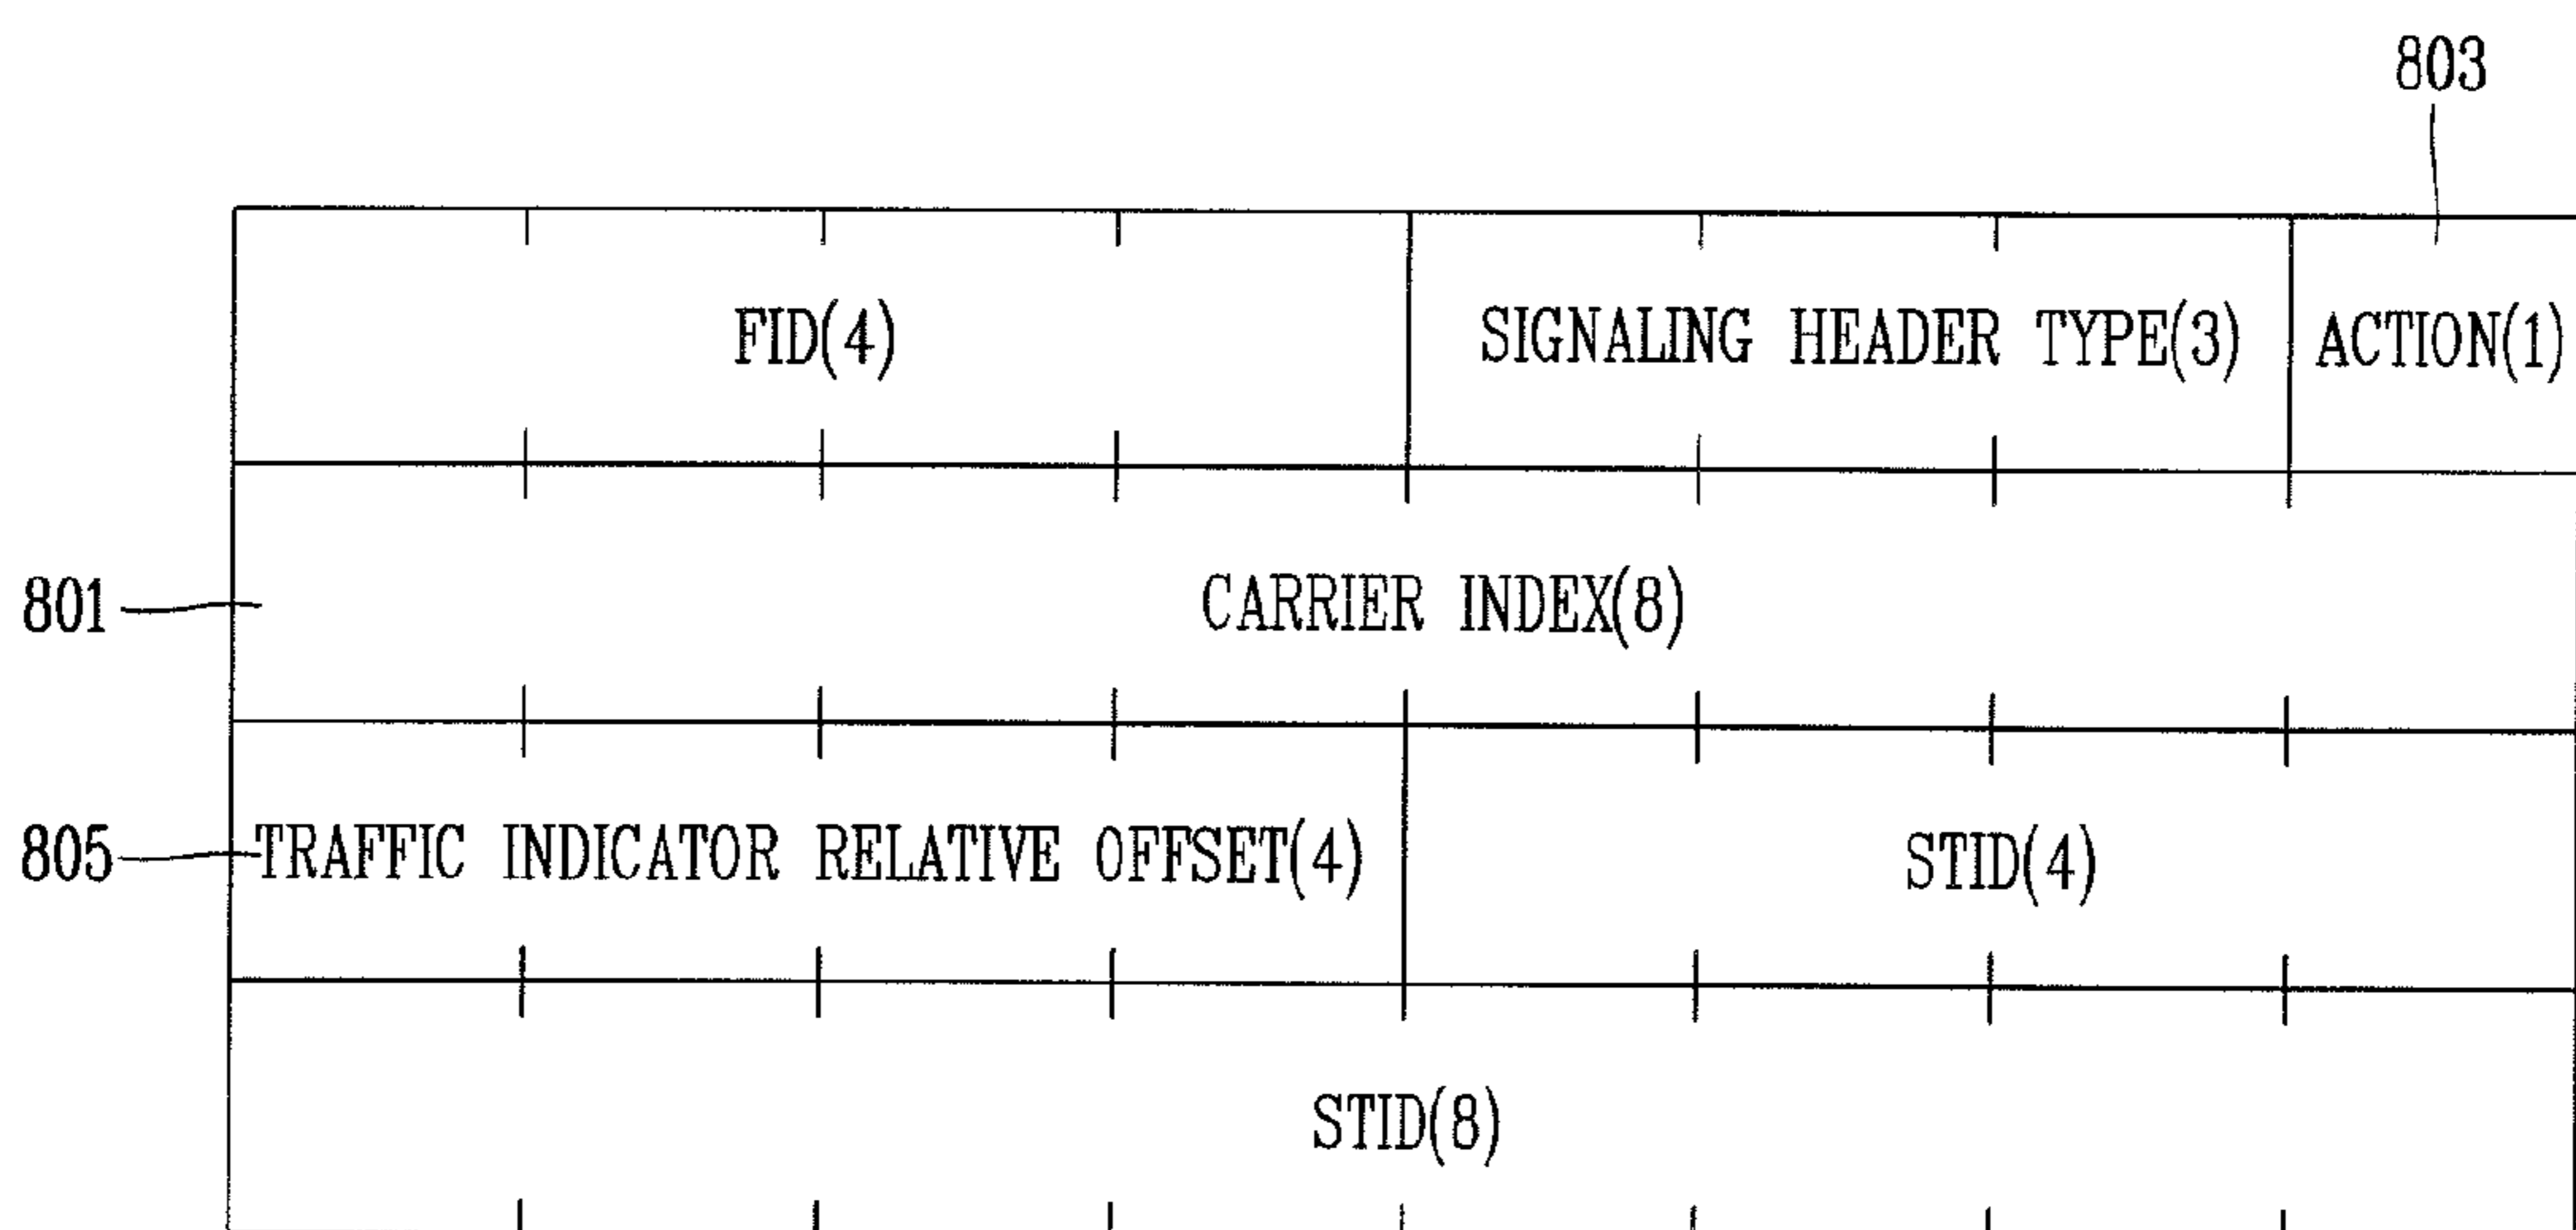 803
FID(4) SIGNALING HEADER TYPE(3) ACTION(1)
801 CARRIER INDEX(8)
805 TRAFFIC INDICATOR RELATIVE OFFSET(4) STID(4)
STID(8)